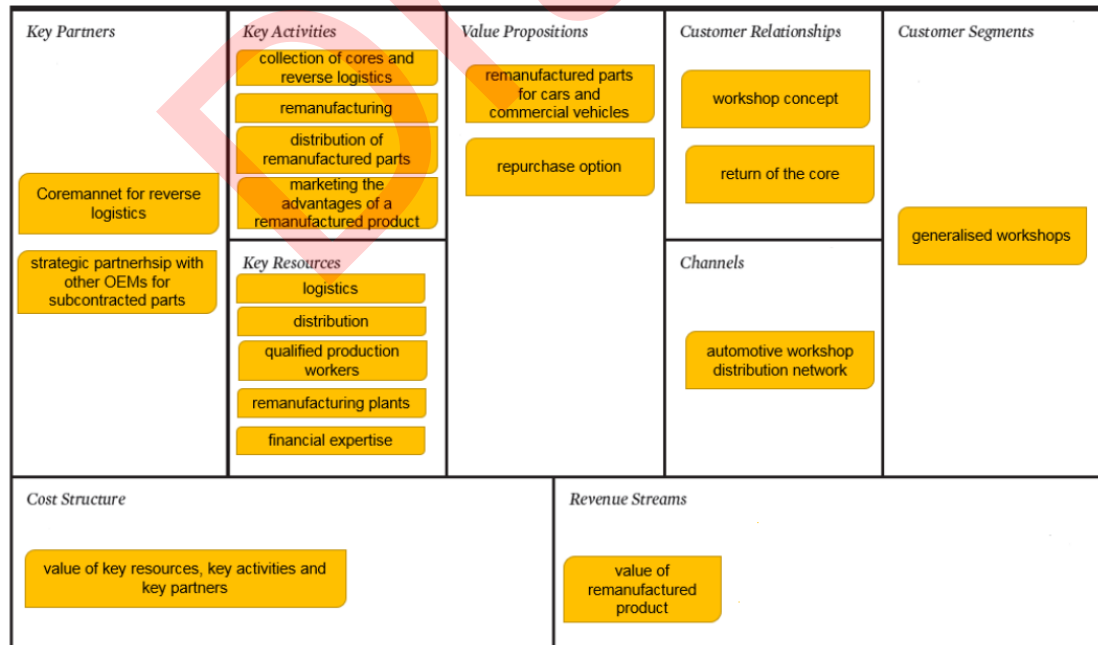 Key Partners
Coremannet for reverse
logistics
strategic partnerhsip with
other OEMs for
subcontracted parts
Key Activities
collection of cores and
reverse logistics
remanufacturing
distribution of
remanufactured parts
marketing the
advantages of a
remanufactured product
Key Resources
logistics
distribution
qualified production
workers
remanufacturing plants
financial expertise
Value Propositions
remanufactured parts
for cars and
commercial vehicles
repurchase option
Customer Relationships
workshop concept
return of the core
Channels
automotive workshop
distribution network
Customer Segments
generalised workshops
Cost Structure
value of key resources, key activities and
key partners
Revenue Streams
value of
remanufactured
product